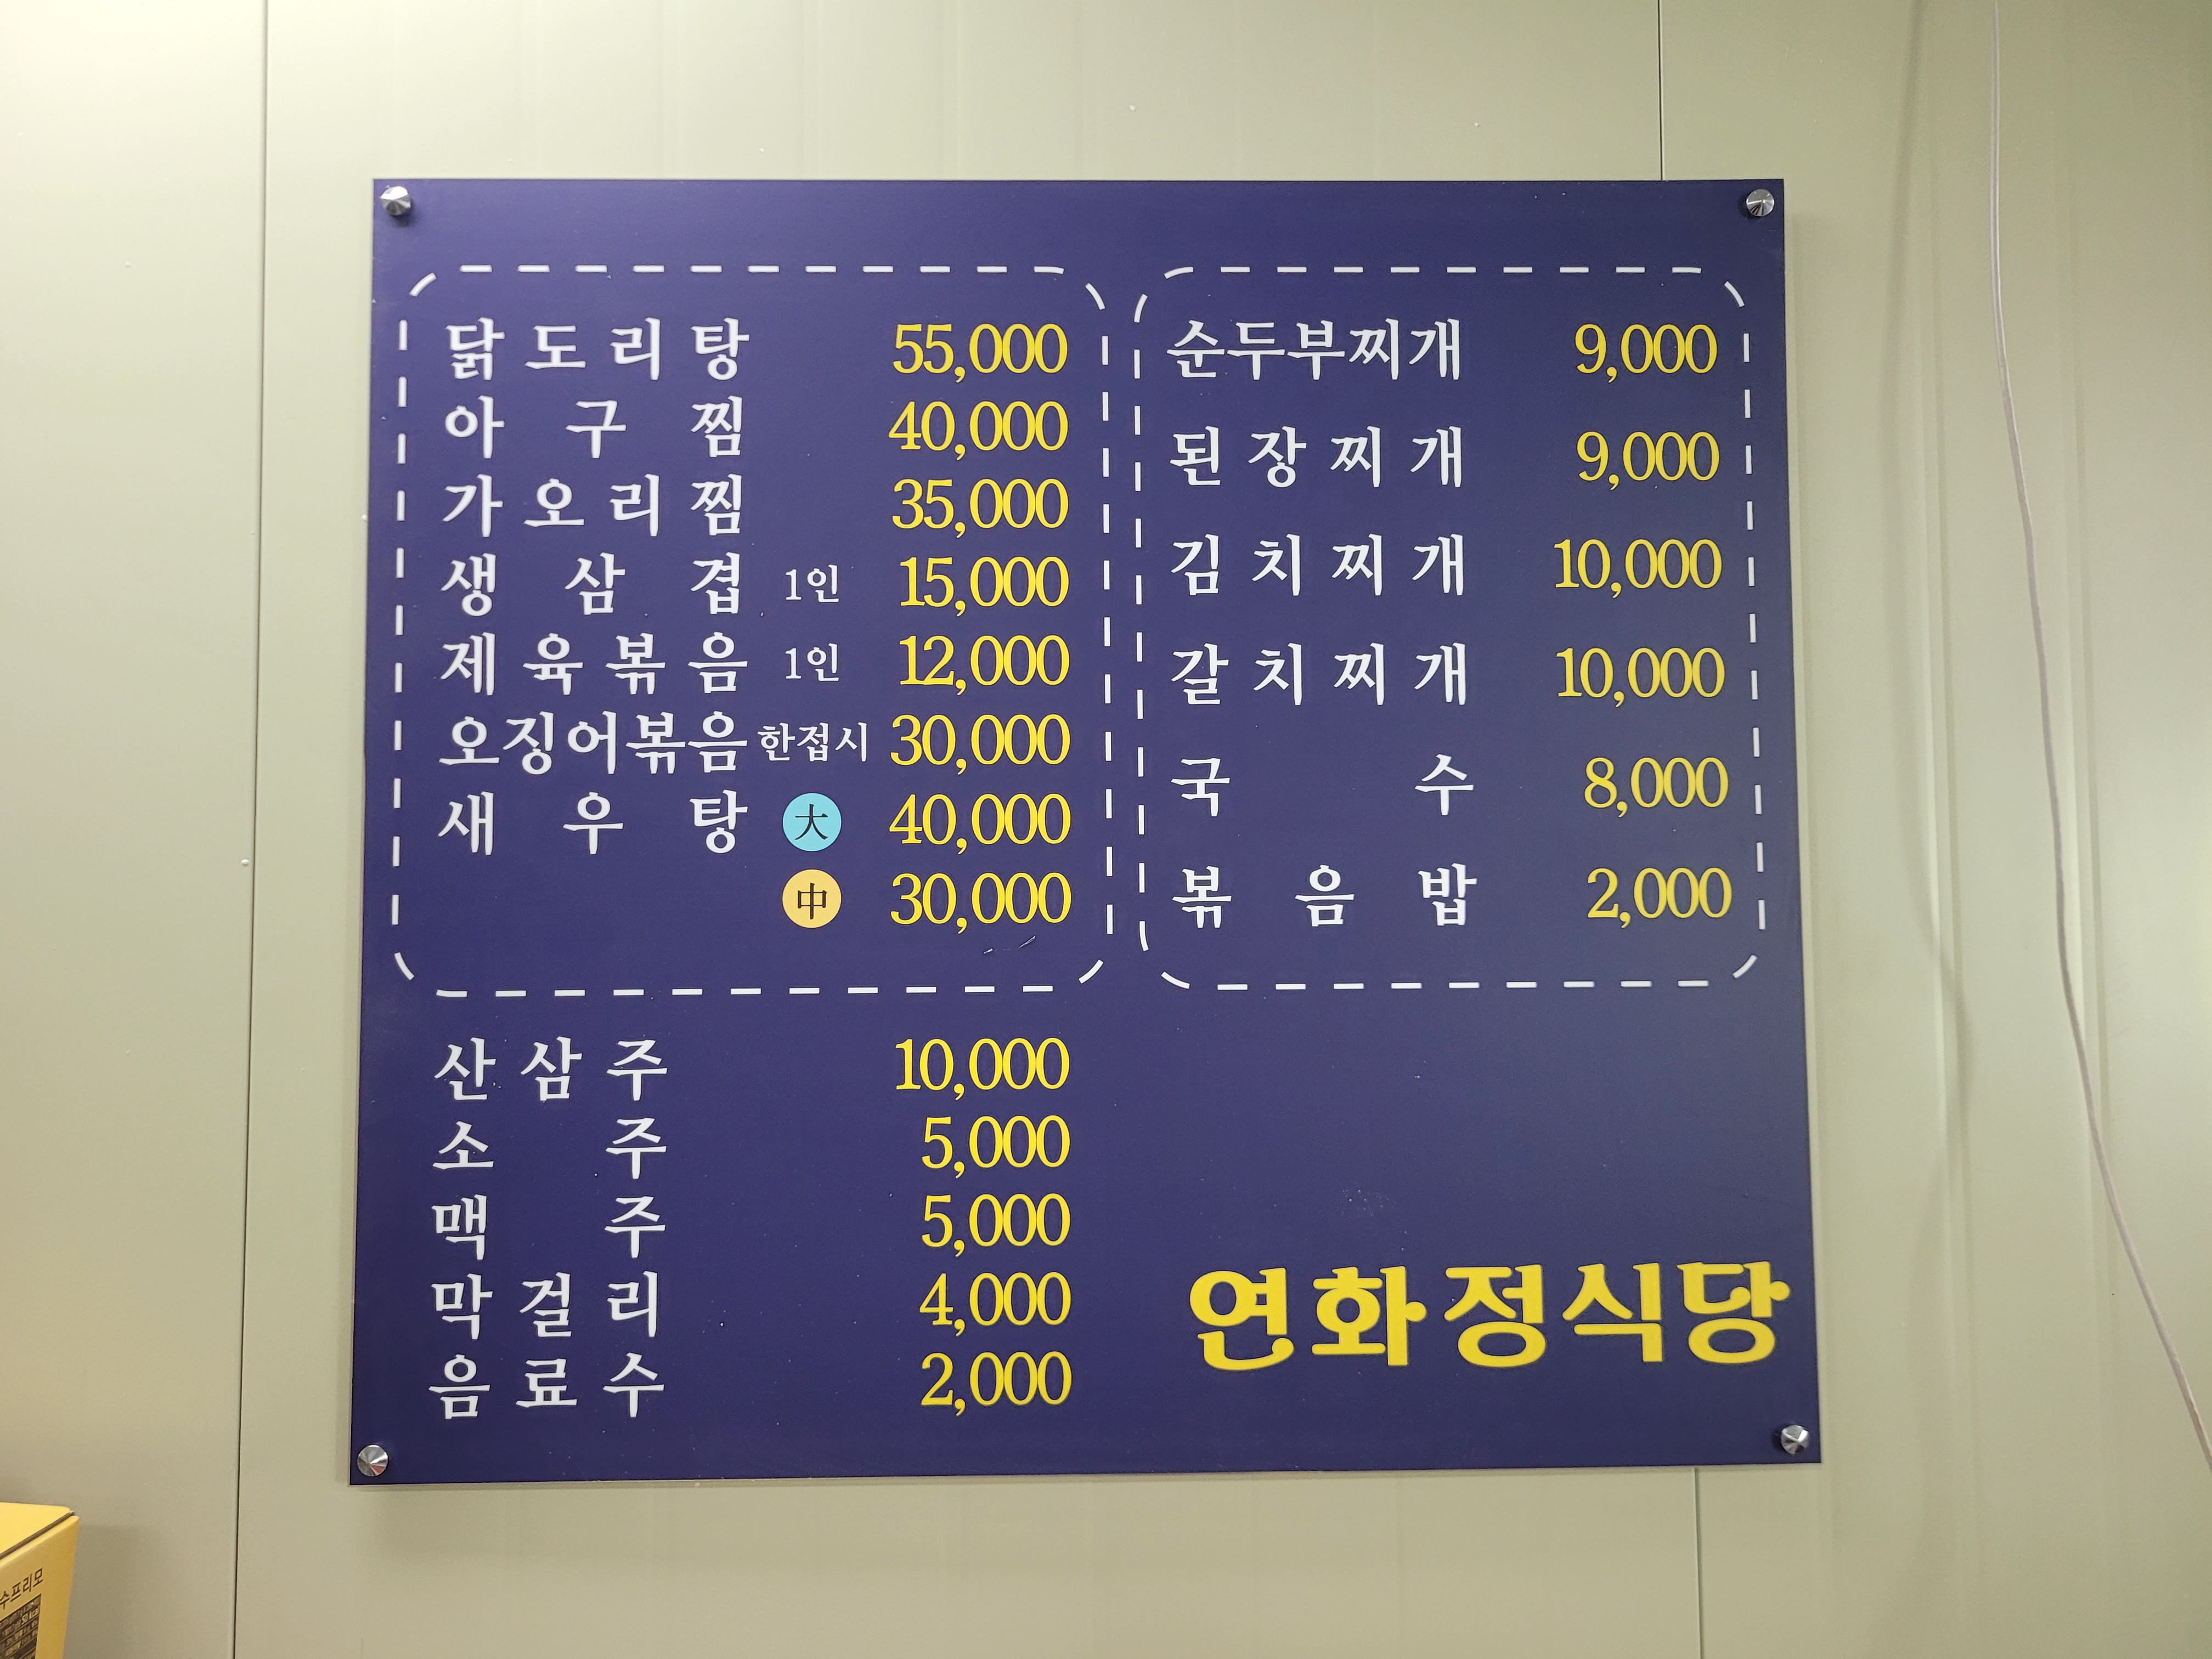 닭도리탕 55,000
아구찜 40,000
가오리찜 35,000
생삼겹 1인 15,000
제육볶음 1인 12,000
오징어볶음 한접시 30,000
새우탕 大 40,000
中 30,000
순두부찌개 9,000
된장찌개 9,000
김치찌개 10,000
갈치찌개 10,000
국수 8,000
볶음밥 2,000
산삼주 10,000
소주 5,000
맥주 5,000
막걸리 4,000
음료수 2,000
연화정식당
수프리모